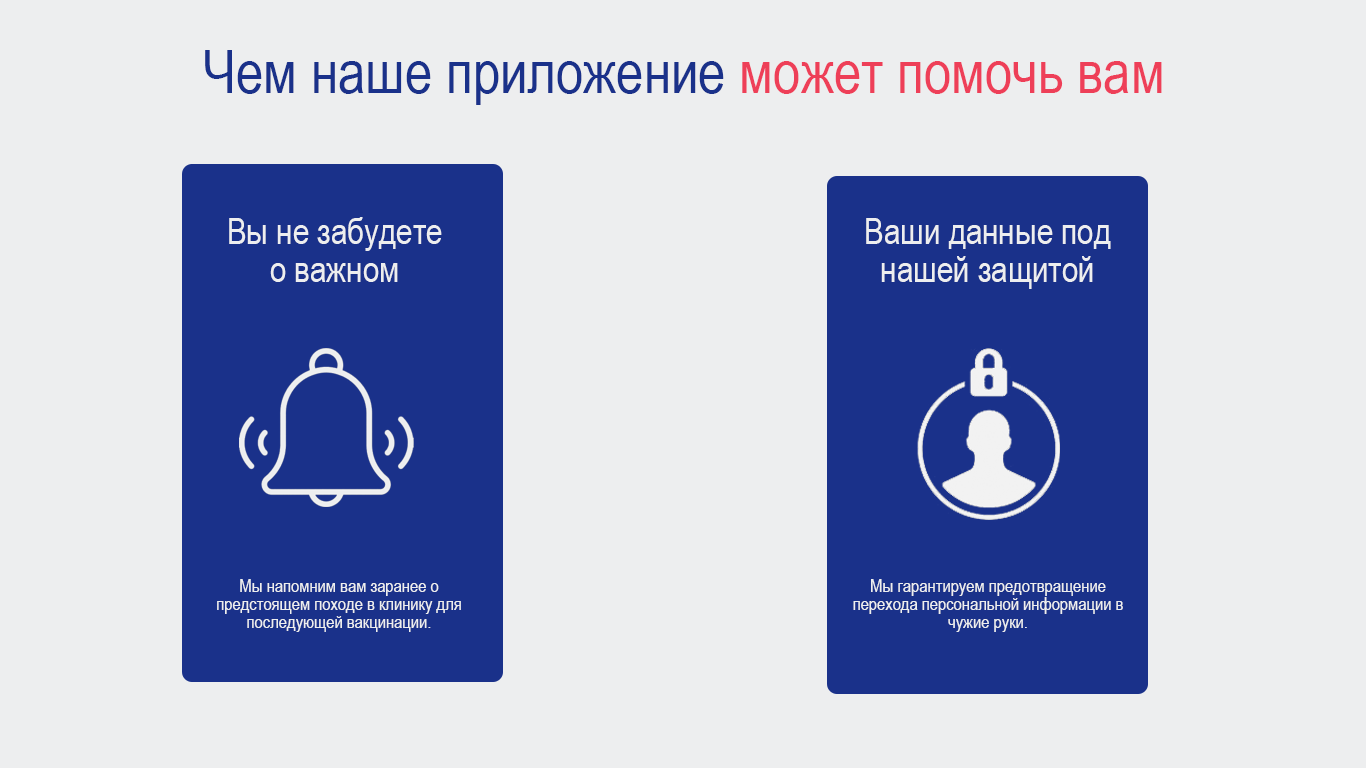 Чем наше приложение может помочь вам
Вы не забудете
о важном
Мы напомним вам заранее о
предстоящем походе в клинику для
последующей вакцинации.
Ваши данные под
нашей защитой
Мы гарантируем предотвращение
перехода персональной информации в
чужие руки.